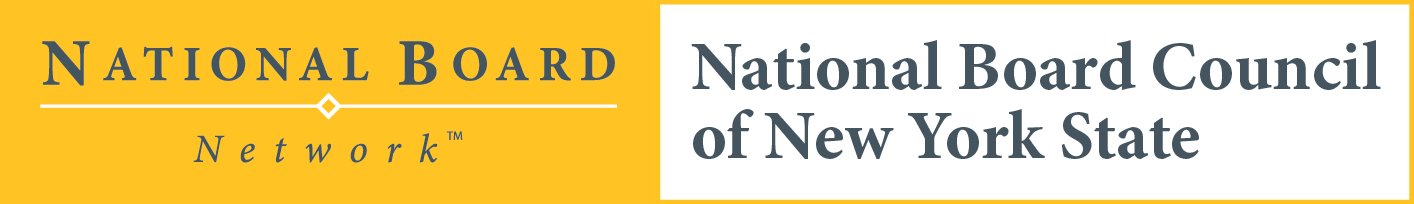 NATIONAL BOARD
Network™
National Board Council
of New York State